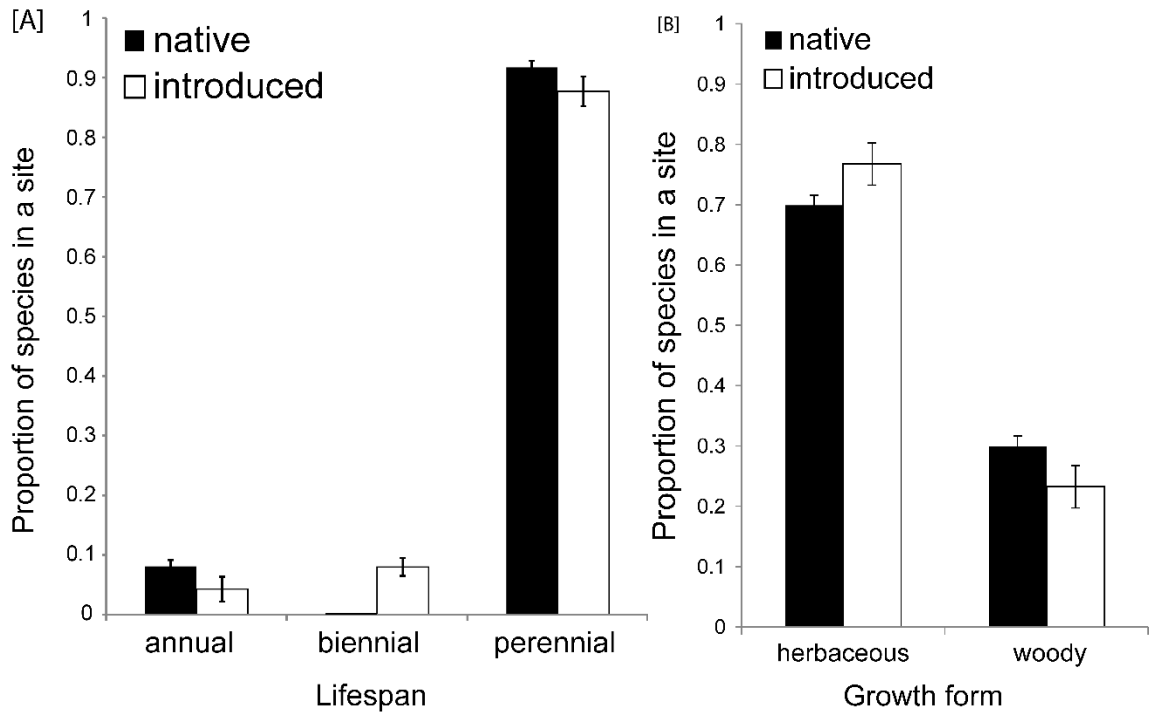 [A]
native
introduced
Proportion of species in a site
1
0.9
0.8
0.7
0.6
0.5
0.4
0.3
0.2
0.1
0
annual biennial perennial
Lifespan
[B]
native
introduced
Proportion of species in a site
1
0.9
0.8
0.7
0.6
0.5
0.4
0.3
0.2
0.1
0
herbaceous woody
Growth form